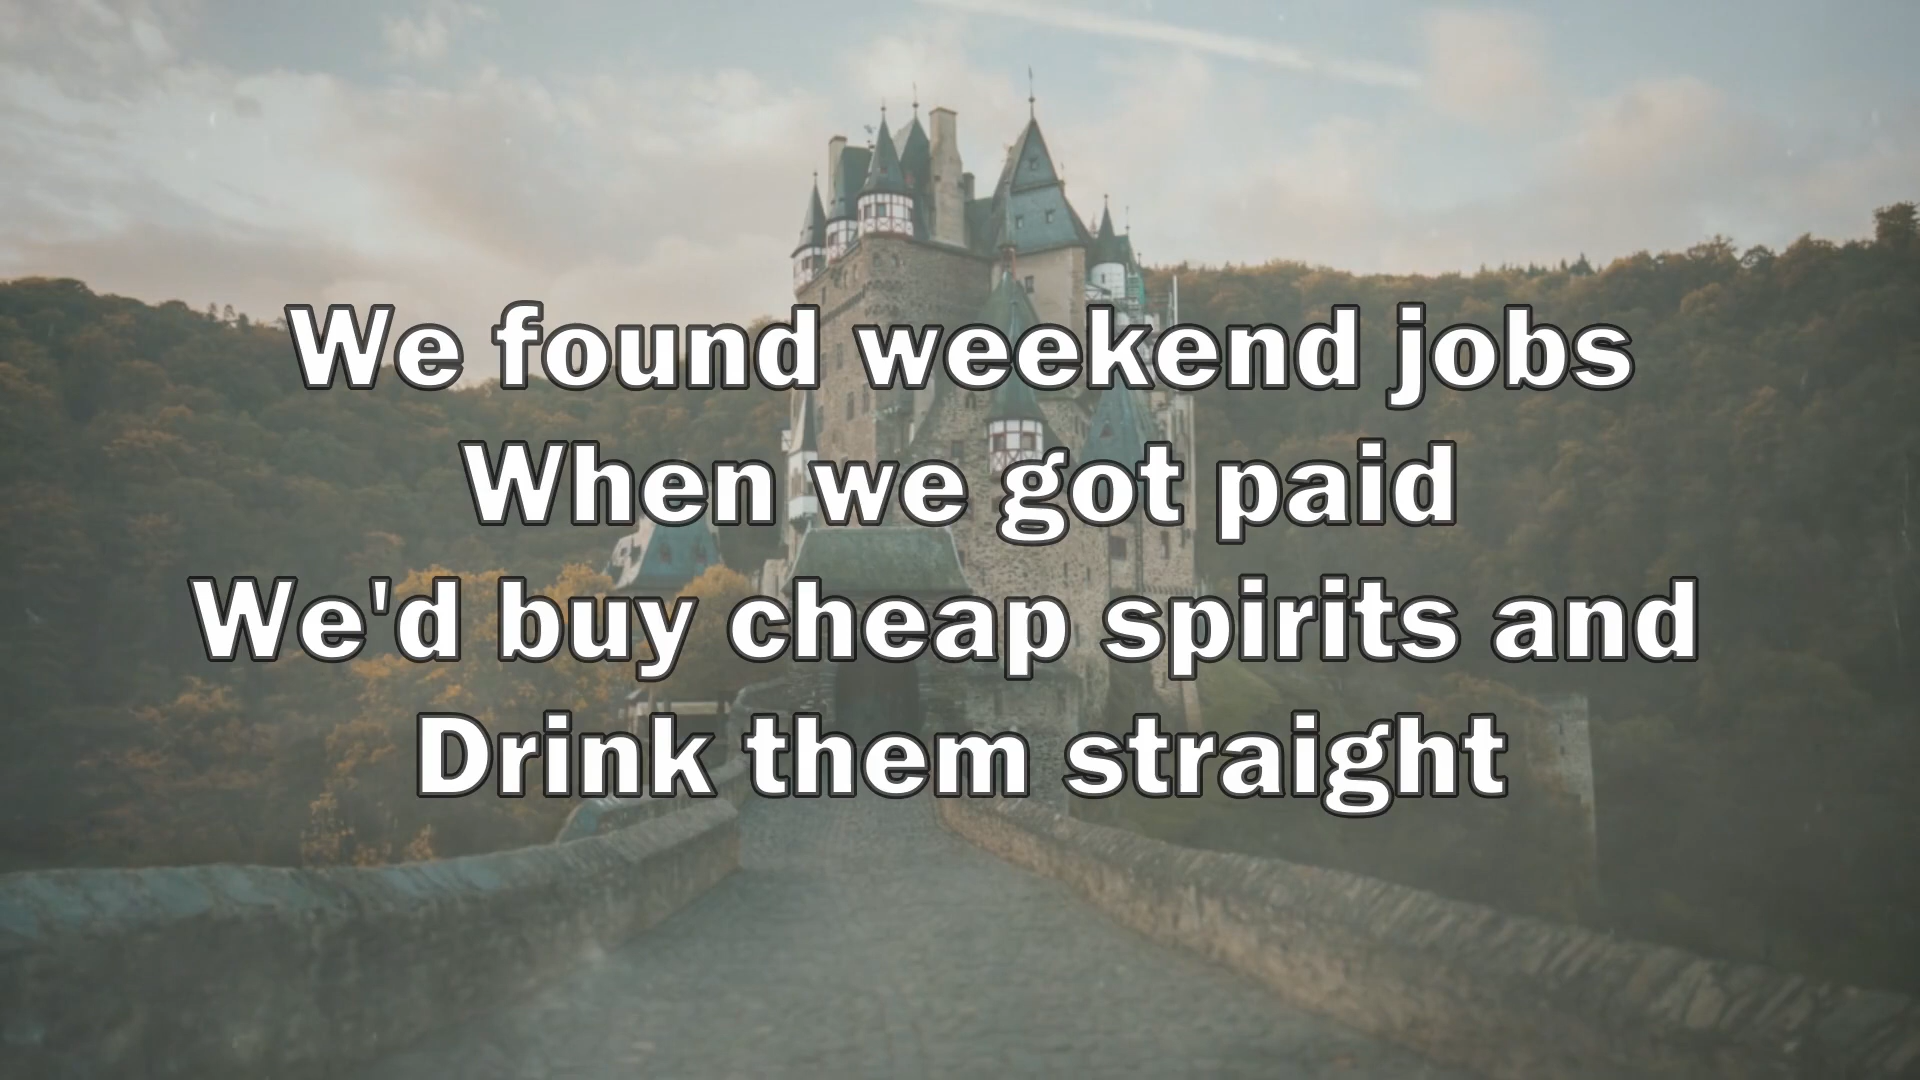 We found weekend jobs
When we got paid
We'd buy cheap spirits and
Drink them straight